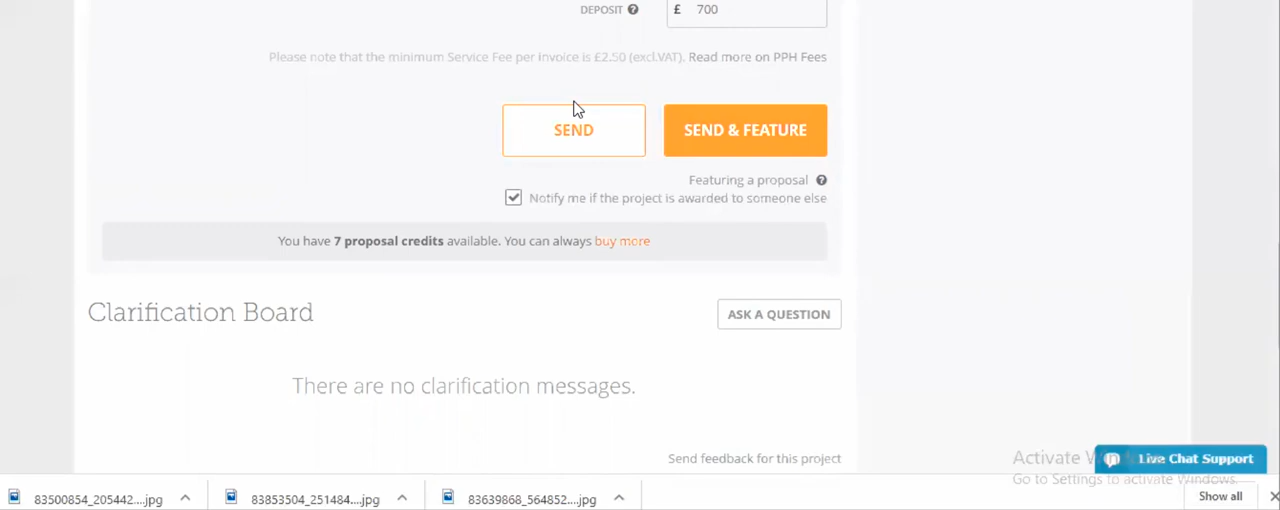 DEPOSIT
£ 700
Please note that the minimum Service Fee per Invoice is £2.50 (excl.VAT). Read more on PPH Fees
SEND
SEND & FEATURE
Featuring a proposal
Notify me if the project is awarded to someone else
You have 7 proposal credits available. You can always buy more
Clarification Board
ASK A QUESTION
There are no clarification messages.
Send feedback for this project
Activate
Live Chat Support
Go to Settings to activate Windows.
83500854_205442....jpg
83853504_251484....jpg
83639868_564852....jpg
Show all